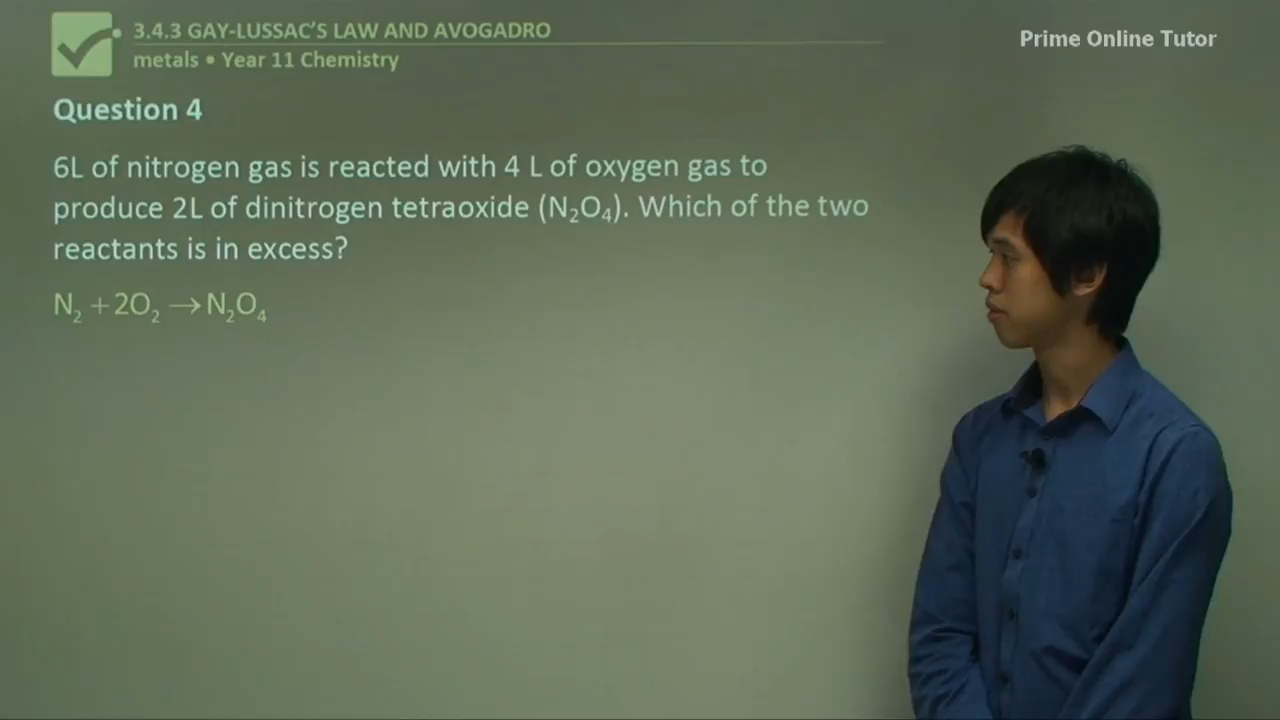 3.4.3 GAY-LUSSAC'S LAW AND AVOGADRO
metals • Year 11 Chemistry
Prime Online Tutor
Question 4
6L of nitrogen gas is reacted with 4 L of oxygen gas to
produce 2L of dinitrogen tetraoxide (N₂O₄). Which of the two
reactants is in excess?
N₂ + 2O₂ → N₂O₄